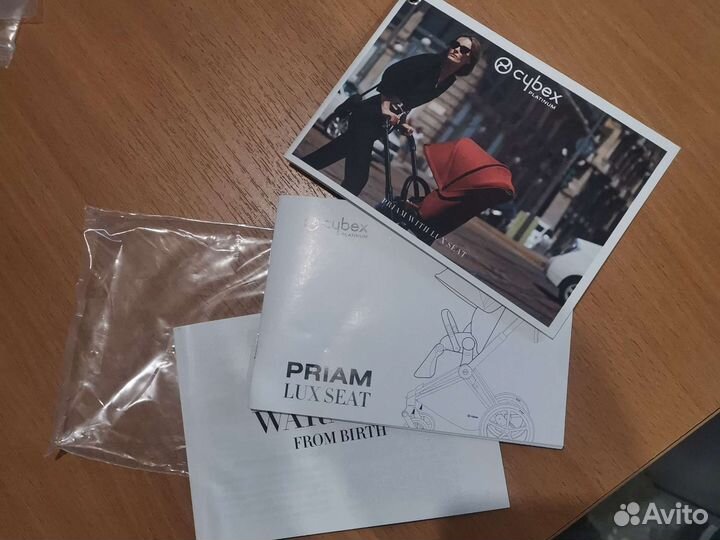 cybex
PLATINUM
PRIAM WITH LUX SEAT
cybex
PLATINUM
PRIAM
LUX SEAT
FROM BIRTH
Avito